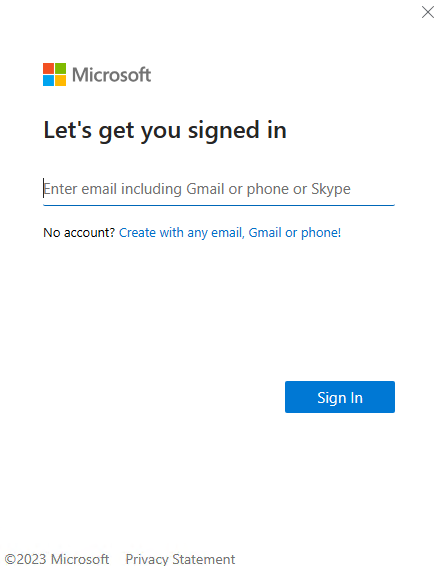 Microsoft
Let's get you signed in
Enter email including Gmail or phone or Skype
No account? Create with any email, Gmail or phone!
Sign In
©2023 Microsoft Privacy Statement